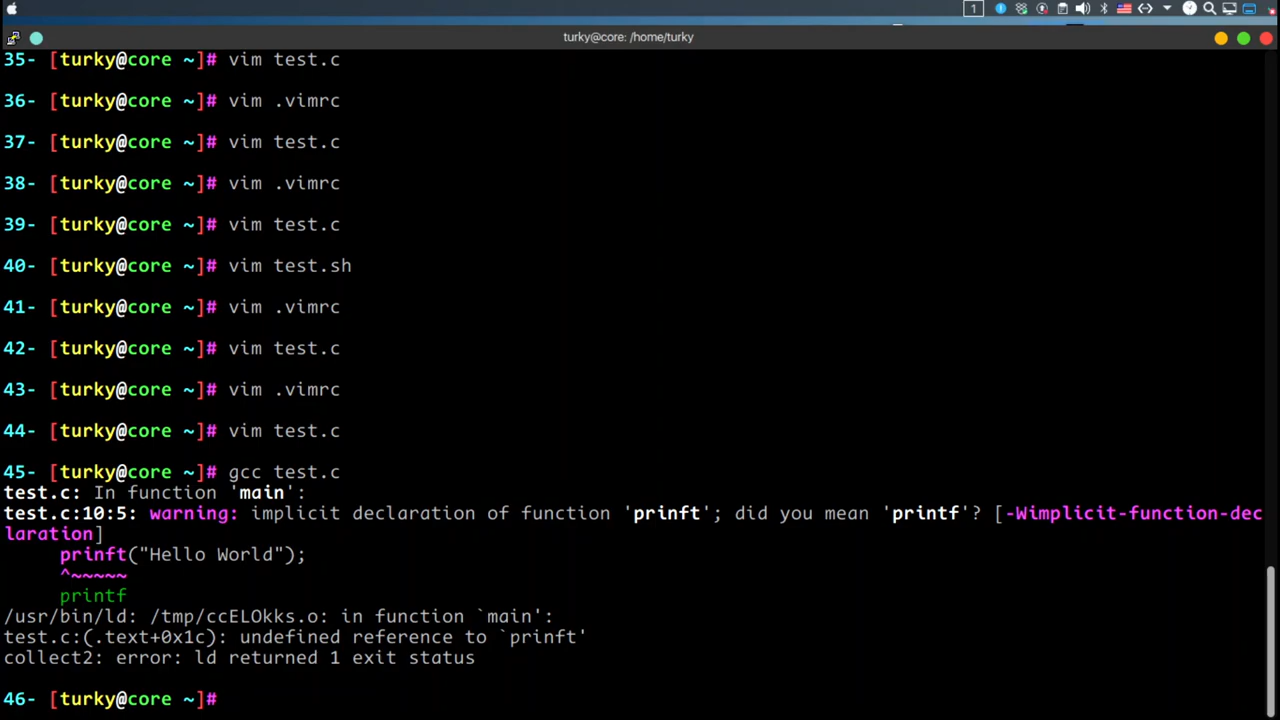 1
turky@core: /home/turky
35- [turky@core ~]# vim test.c
36- [turky@core ~]# vim .vimrc
37- [turky@core ~]# vim test.c
38- [turky@core ~]# vim .vimrc
39- [turky@core ~]# vim test.c
40- [turky@core ~]# vim test.sh
41- [turky@core ~]# vim .vimrc
42- [turky@core ~]# vim test.c
43- [turky@core ~]# vim .vimrc
44- [turky@core ~]# vim test.c
45- [turky@core ~]# gcc test.c
test.c: In function 'main':
test.c:10:5: warning: implicit declaration of function 'prinft'; did you mean 'printf'? [-Wimplicit-function-dec
laration]
prinft("Hello World");
^~~~~~
printf
/usr/bin/ld: /tmp/ccELOkks.o: in function `main':
test.c:(.text+0x1c): undefined reference to `prinft'
collect2: error: ld returned 1 exit status
46- [turky@core ~]#